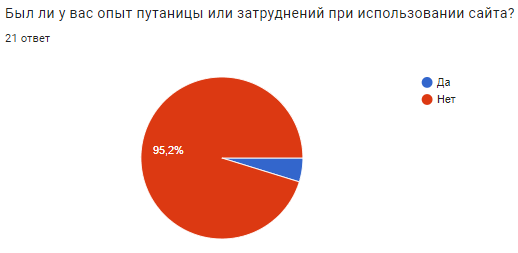 Был ли у вас опыт путаницы или затруднений при использовании сайта?
21 ответ
Да
Нет
95,2%